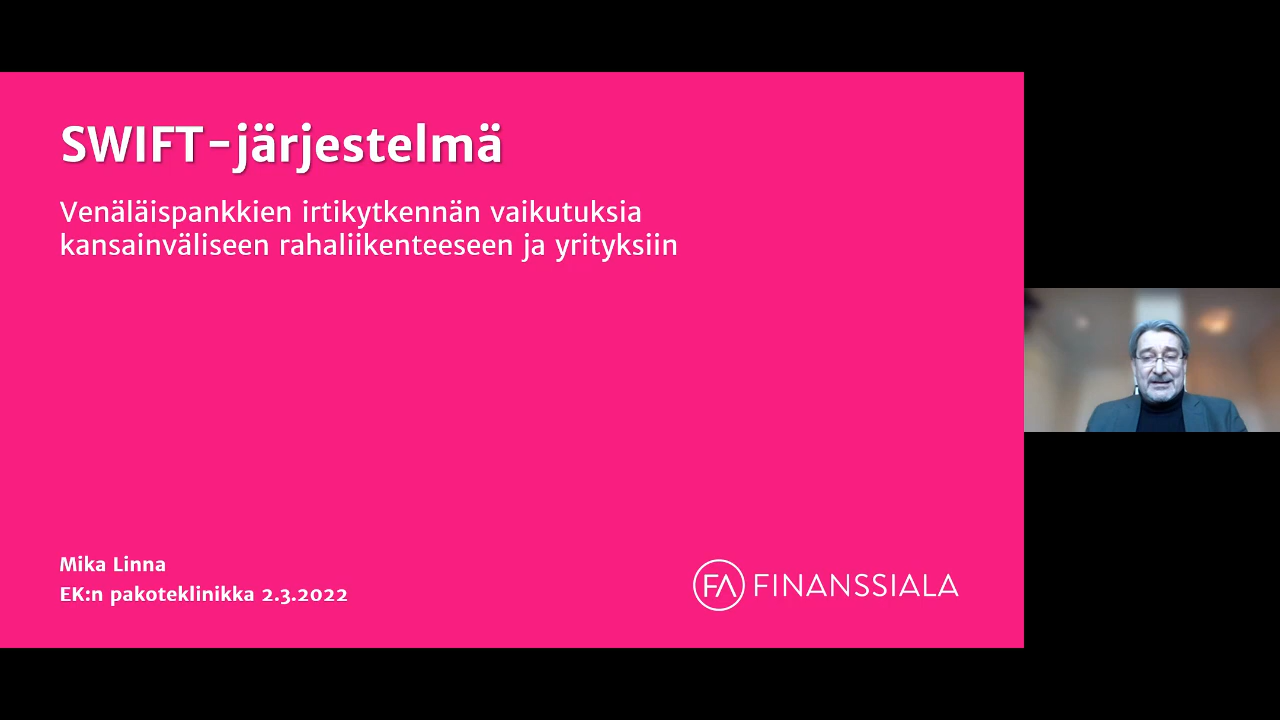 SWIFT-järjestelmä
Venäläispankkien irtikytkennän vaikutuksia
kansainväliseen rahaliikenteeseen ja yrityksiin
Mika Linna
EK:n pakoteklinikka 2.3.2022
FA FINANSSIALA